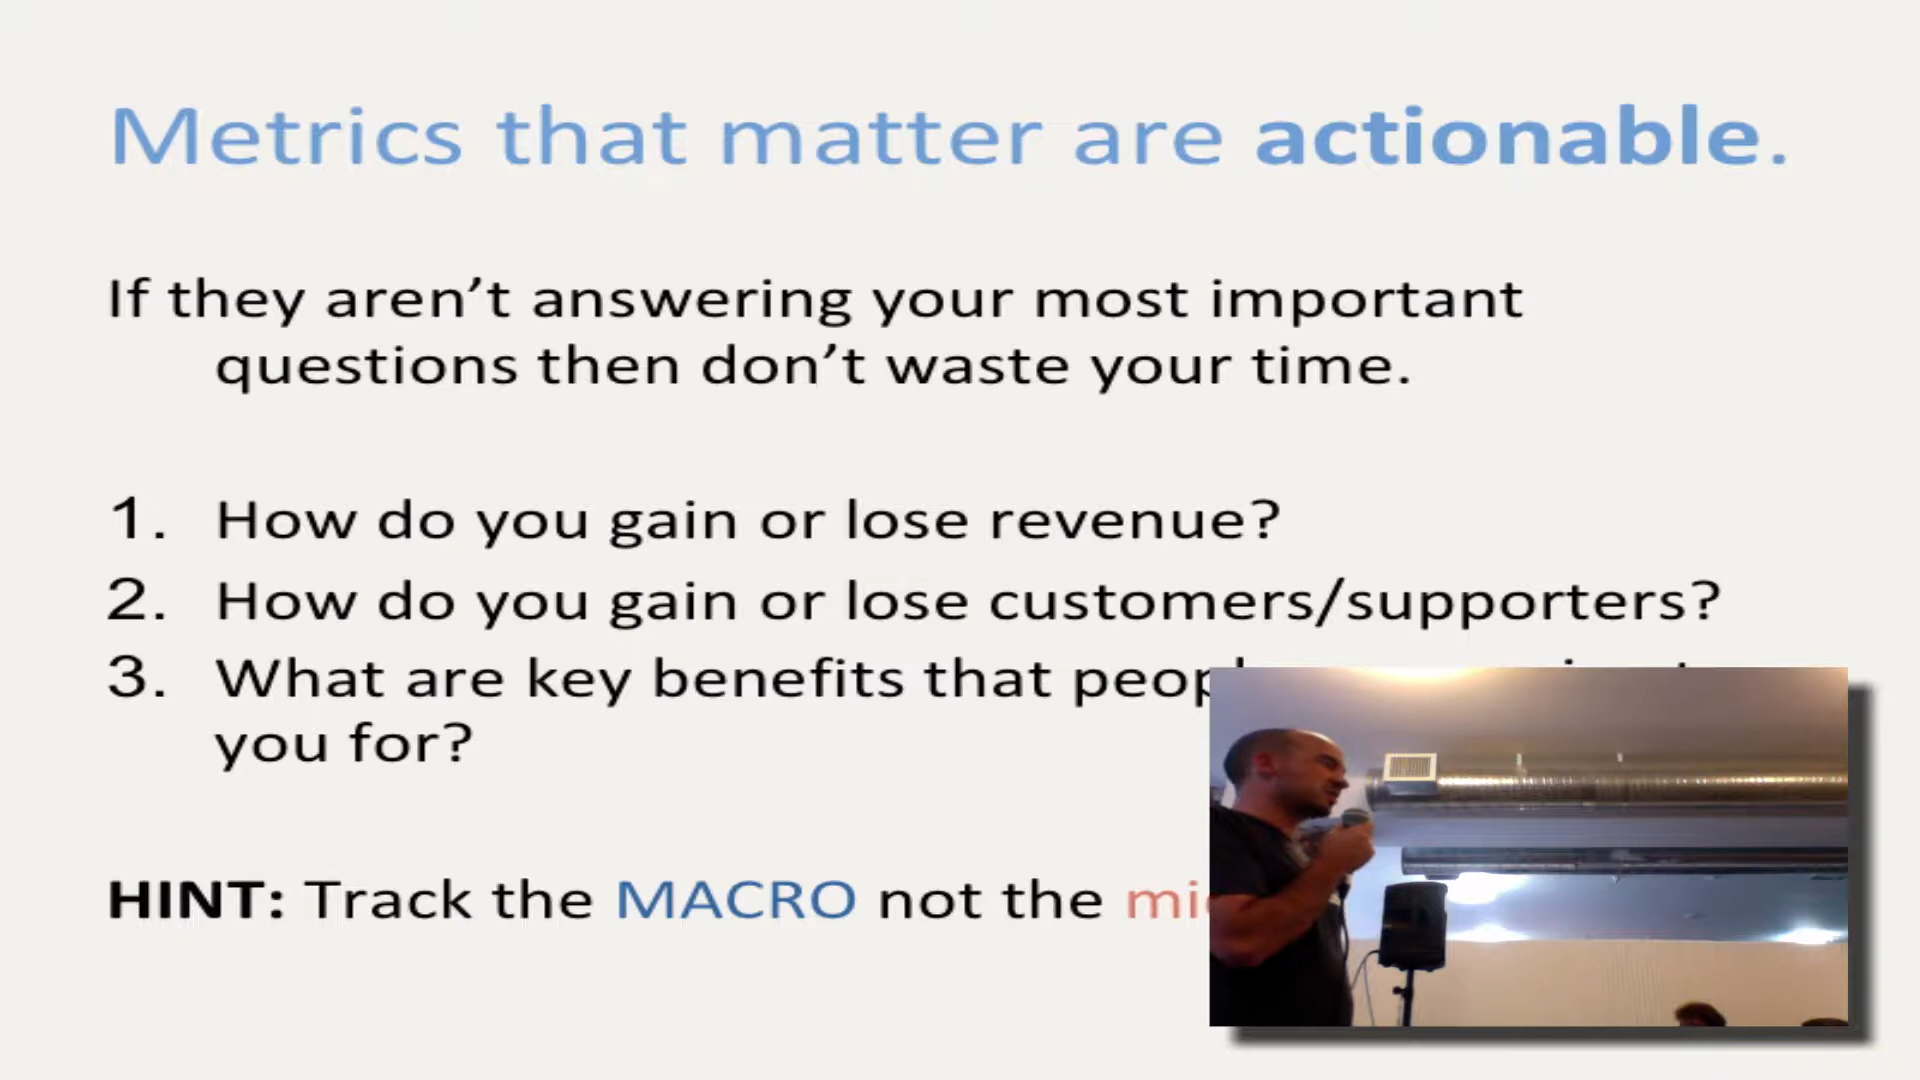 Metrics that matter are actionable.
If they aren’t answering your most important
questions then don’t waste your time.
1. How do you gain or lose revenue?
2. How do you gain or lose customers/supporters?
3. What are key benefits that
you for?
HINT: Track the MACRO not the